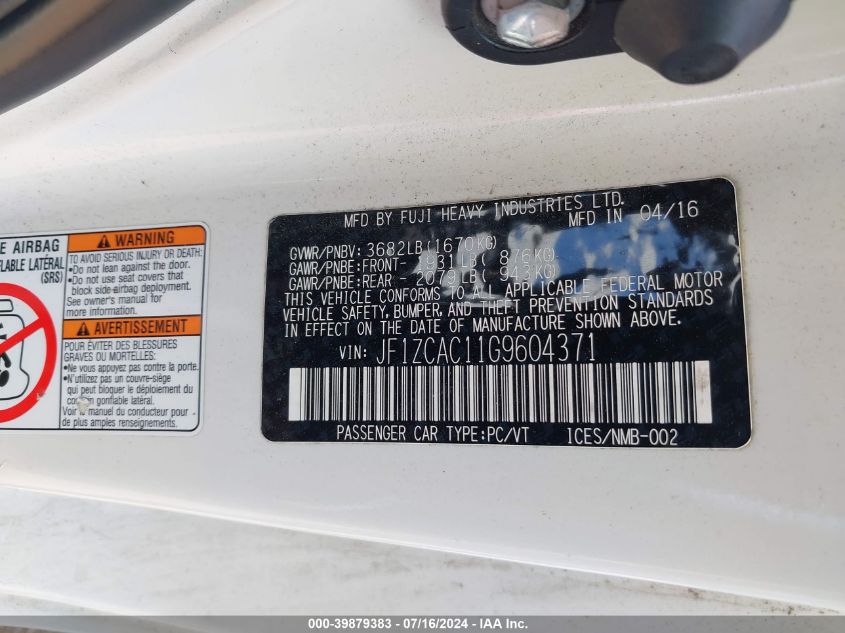 E AIRBAG
FLABLE LATÉRAL
(SRS)
WARNING
TO AVOID SERIOUS INJURY OR DEATH:
•Do not lean against the door.
•Do not use seat covers that
block side-airbag deployment.
See owner's manual for
more information.
AVERTISSEMENT
POUR ÉVITER DES BLESSURES GRAVES
OU MORTELLES:
•Ne vous appuyez pas contre la porte.
•N'utilisez pas un couvre-siège
qui peut bloquer le déploiement du
gonflable latéral.
Voir le manuel du conducteur pour
de plus amples renseignements.
MFD BY FUJI HEAVY INDUSTRIES LTD.
MFD IN 04/16
GVWR/PNBV: 3682LB(1670KG)
GAWR/PNBE:FRONT- 1931LB( 876KG)
GAWR/PNBE:REAR - 2079LB( 943KG)
THIS VEHICLE CONFORMS TO ALL APPLICABLE FEDERAL MOTOR
VEHICLE SAFETY, BUMPER, AND THEFT PREVENTION STANDARDS
IN EFFECT ON THE DATE OF MANUFACTURE SHOWN ABOVE.
VIN: JF1ZCAC11G9604371
PASSENGER CAR TYPE:PC/VT ICES/NMB-002
000-39879383 - 07/16/2024 - IAA Inc.